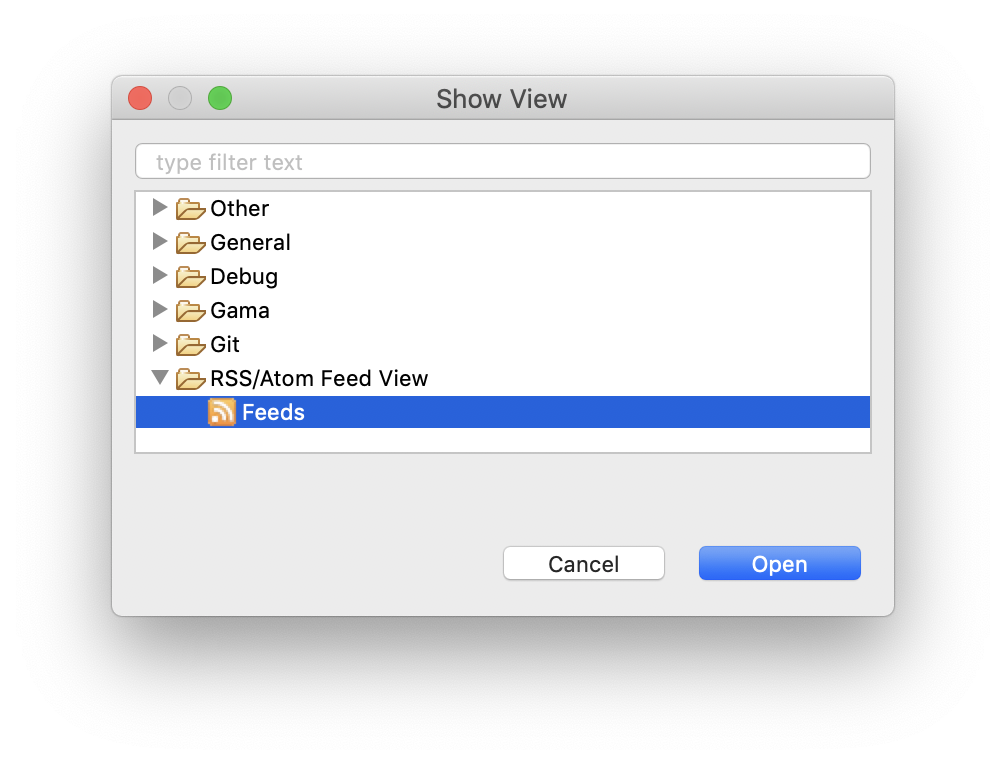 Show View
type filter text
Other
General
Debug
Gama
Git
RSS/Atom Feed View
Feeds
Cancel Open